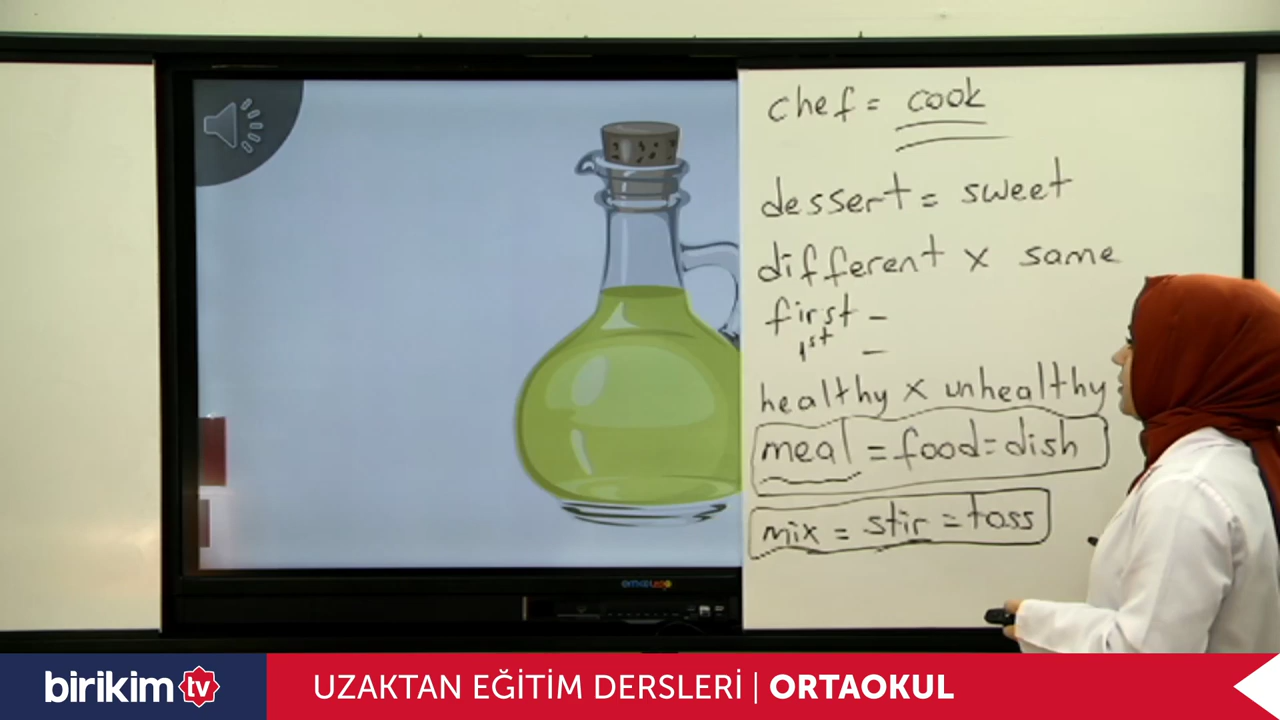 chef = cook
dessert = sweet
different x same
first -
1st -
healthy x unhealthy
meal = food = dish
mix = stir = toss
birikim tv
UZAKTAN EĞİTİM DERSLERİ | ORTAOKUL